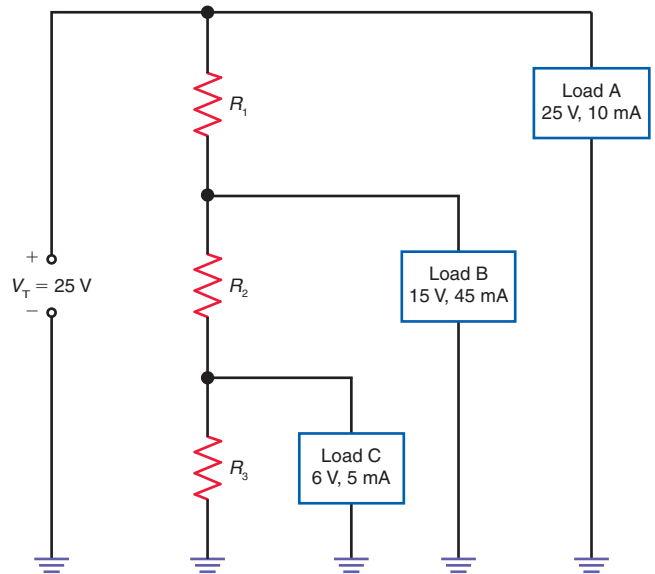 Load A
25 V, 10 mA
R1
+
VT = 25 V
−
R2
Load B
15 V, 45 mA
R3
Load C
6 V, 5 mA